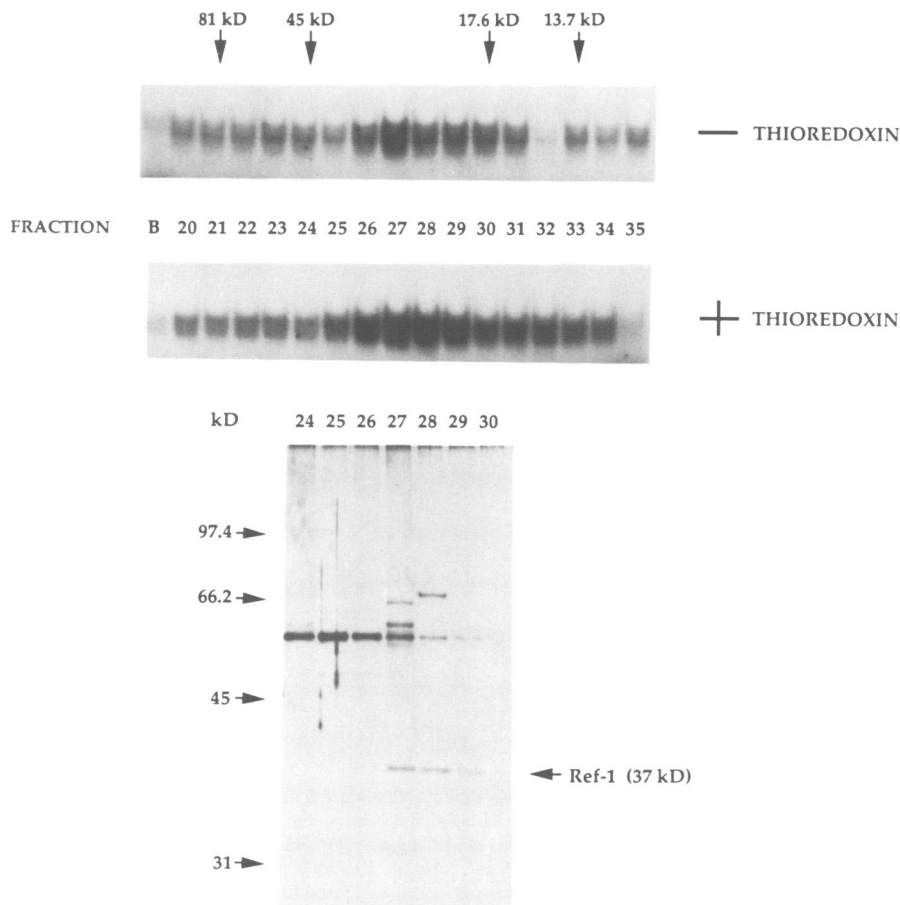 81 kD 45 kD 17.6 kD 13.7 kD
— THIOREDOXIN
FRACTION B 20 21 22 23 24 25 26 27 28 29 30 31 32 33 34 35
+ THIOREDOXIN
kD 24 25 26 27 28 29 30
97.4
66.2
45
Ref-1 (37 kD)
31